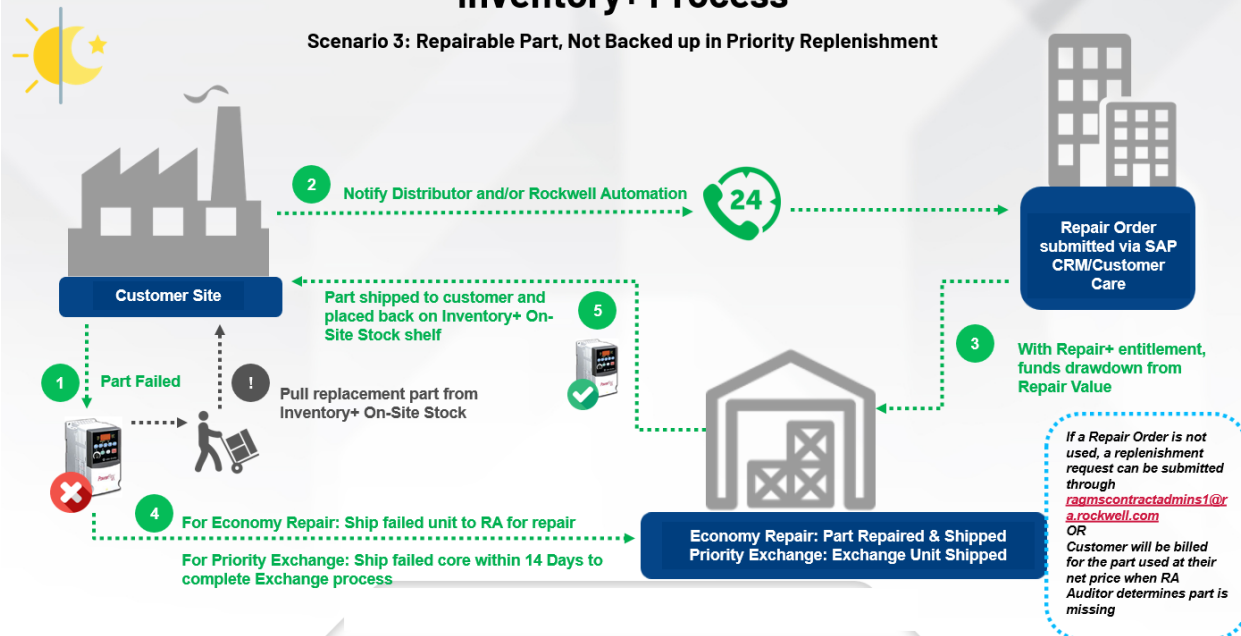 Inventory+ Process
Scenario 3: Repairable Part, Not Backed up in Priority Replenishment
2
Notify Distributor and/or Rockwell Automation
24
Repair Order
submitted via SAP
CRM/Customer
Care
Customer Site
Part shipped to customer and
placed back on Inventory+ On-
Site Stock shelf
5
3
With Repair+ entitlement,
funds drawdown from
Repair Value
1
Part Failed
!
Pull replacement part from
Inventory+ On-Site Stock
4
For Economy Repair: Ship failed unit to RA for repair
For Priority Exchange: Ship failed core within 14 Days to
complete Exchange process
Economy Repair: Part Repaired & Shipped
Priority Exchange: Exchange Unit Shipped
If a Repair Order is not
used, a replenishment
request can be submitted
through
ragmscontractadmins1@r
a.rockwell.com
OR
Customer will be billed
for the part used at their
net price when RA
Auditor determines part is
missing